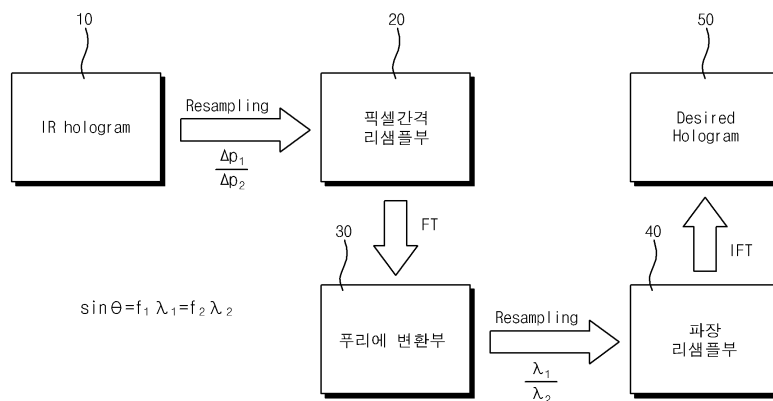 10
20
50
IR hologram
Resampling
Δp₁
Δp₂
픽셀간격
리샘플부
Desired
Hologram
30
FT
40
IFT
sinθ=f₁λ₁=f₂λ₂
푸리에 변환부
Resampling
λ₁
λ₂
파장
리샘플부